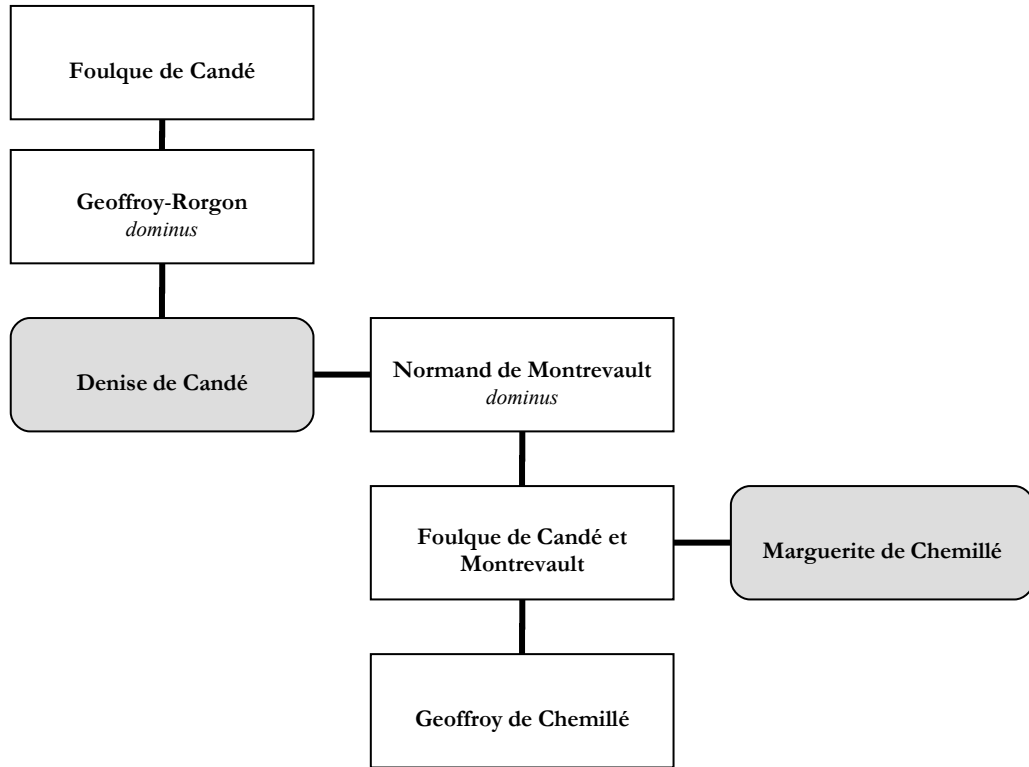 Foulque de Candé
Geoffroy-Rorgon
dominus
Denise de Candé
Normand de Montrevault
dominus
Foulque de Candé et
Montrevault
Marguerite de Chemillé
Geoffroy de Chemillé